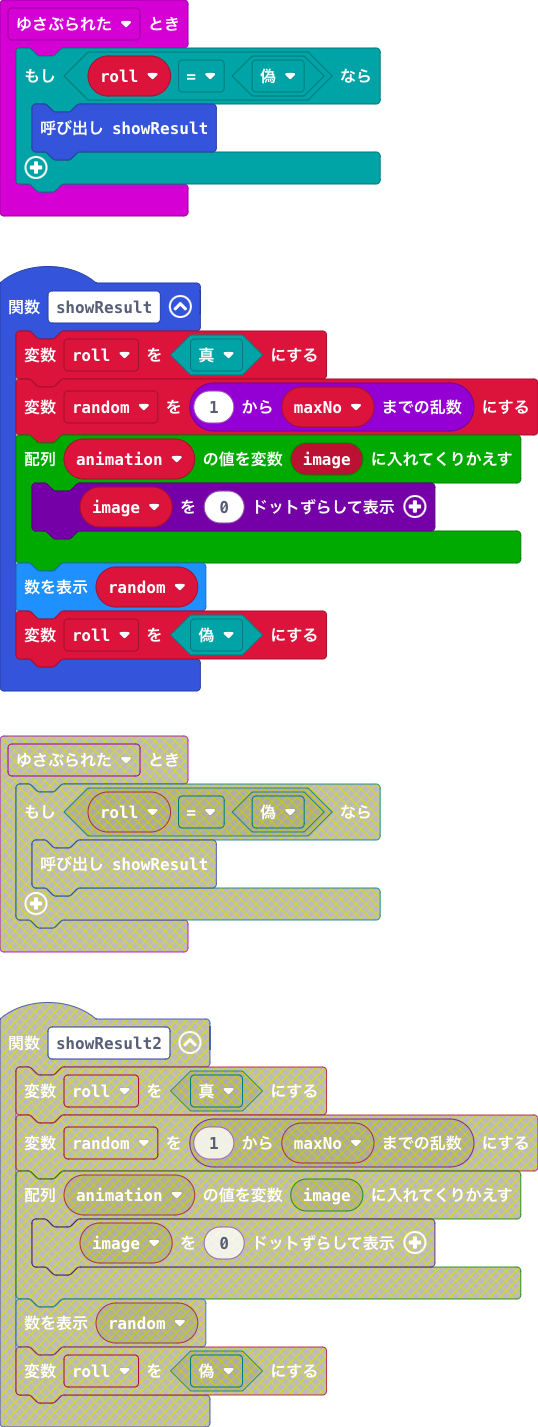 ゆさぶられた とき
もし roll = 偽 なら
呼び出し showResult
関数 showResult
変数 roll を 真 にする
変数 random を 1 から maxNo までの乱数 にする
配列 animation の値を変数 image に入れてくりかえす
image を 0 ドットずらして表示
数を表示 random
変数 roll を 偽 にする
ゆさぶられた とき
もし roll = 偽 なら
呼び出し showResult
関数 showResult2
変数 roll を 真 にする
変数 random を 1 から maxNo までの乱数 にする
配列 animation の値を変数 image に入れてくりかえす
image を 0 ドットずらして表示
数を表示 random
変数 roll を 偽 にする